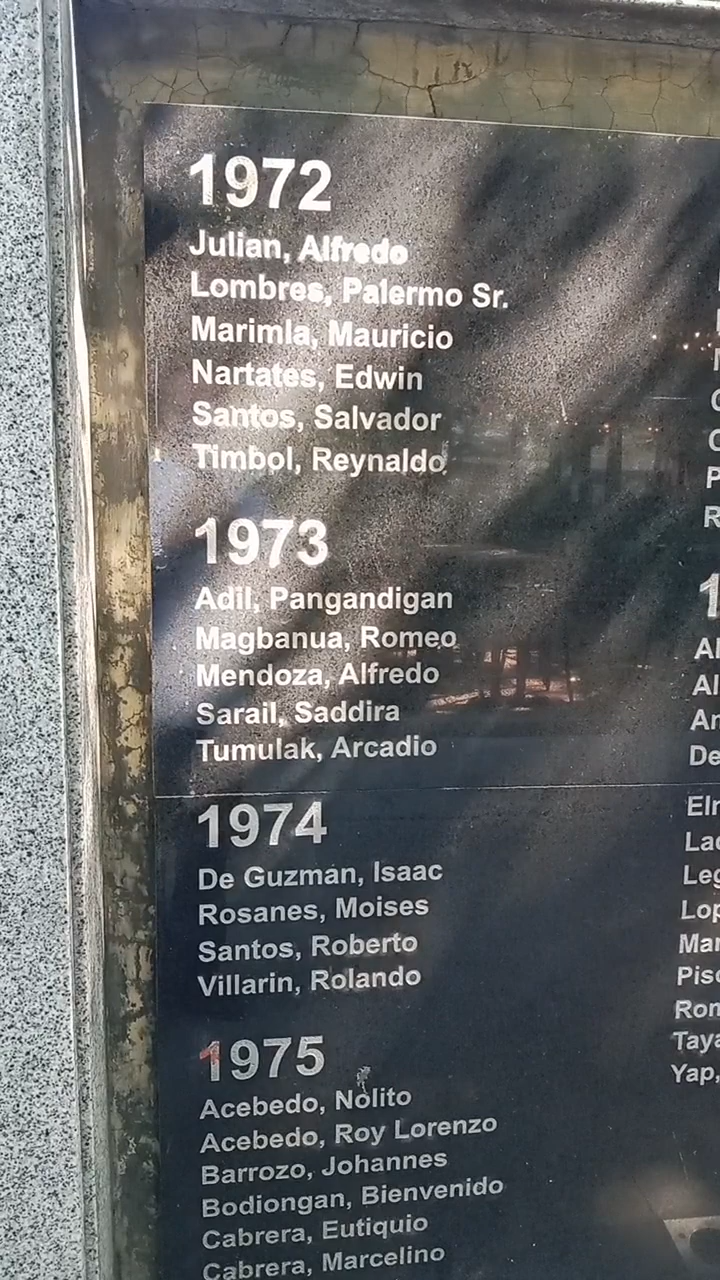 1972
Julian, Alfredo
Lombres, Palermo Sr.
Marimla, Mauricio
Nartates, Edwin
Santos, Salvador
Timbol, Reynaldo
1973
Adil, Pangandigan
Magbanua, Romeo
Mendoza, Alfredo
Sarail, Saddira
Tumulak, Arcadio
1974
De Guzman, Isaac
Rosanes, Moises
Santos, Roberto
Villarin, Rolando
1975
Acebedo, Nolito
Acebedo, Roy Lorenzo
Barrozo, Johannes
Bodiongan, Bienvenido
Cabrera, Eutiquio
Cabrera, Marcelino
De
Yap,